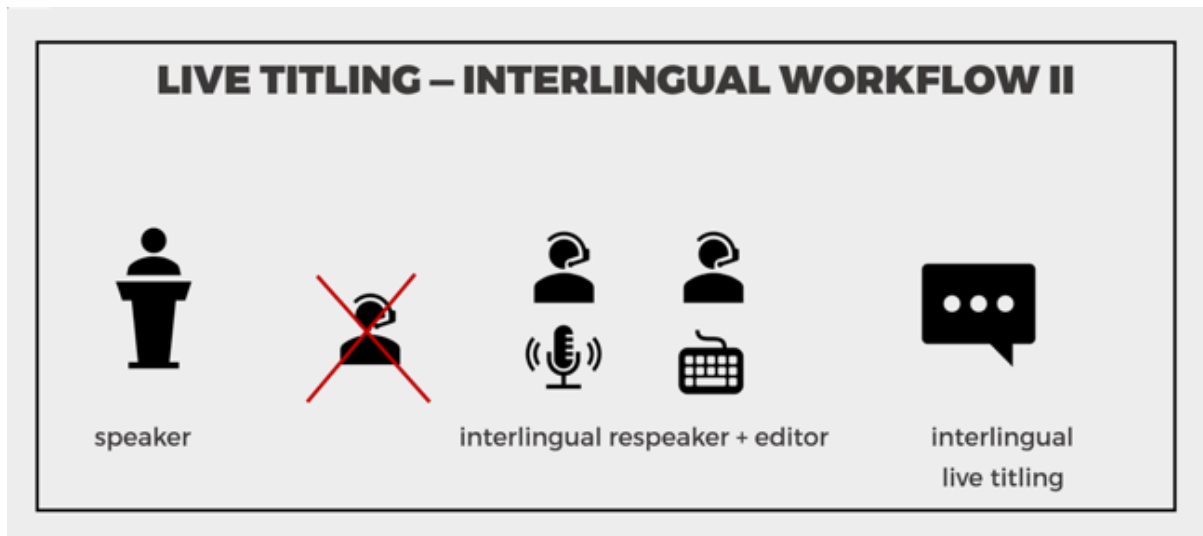 LIVE TITLING – INTERLINGUAL WORKFLOW II
speaker
interlingual respeaker + editor
interlingual
live titling